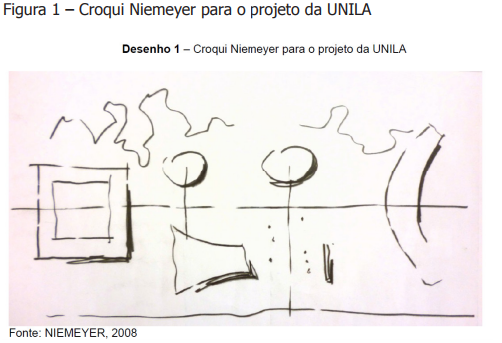 Figura 1 – Croqui Niemeyer para o projeto da UNILA
Desenho 1 – Croqui Niemeyer para o projeto da UNILA
Fonte: NIEMEYER, 2008